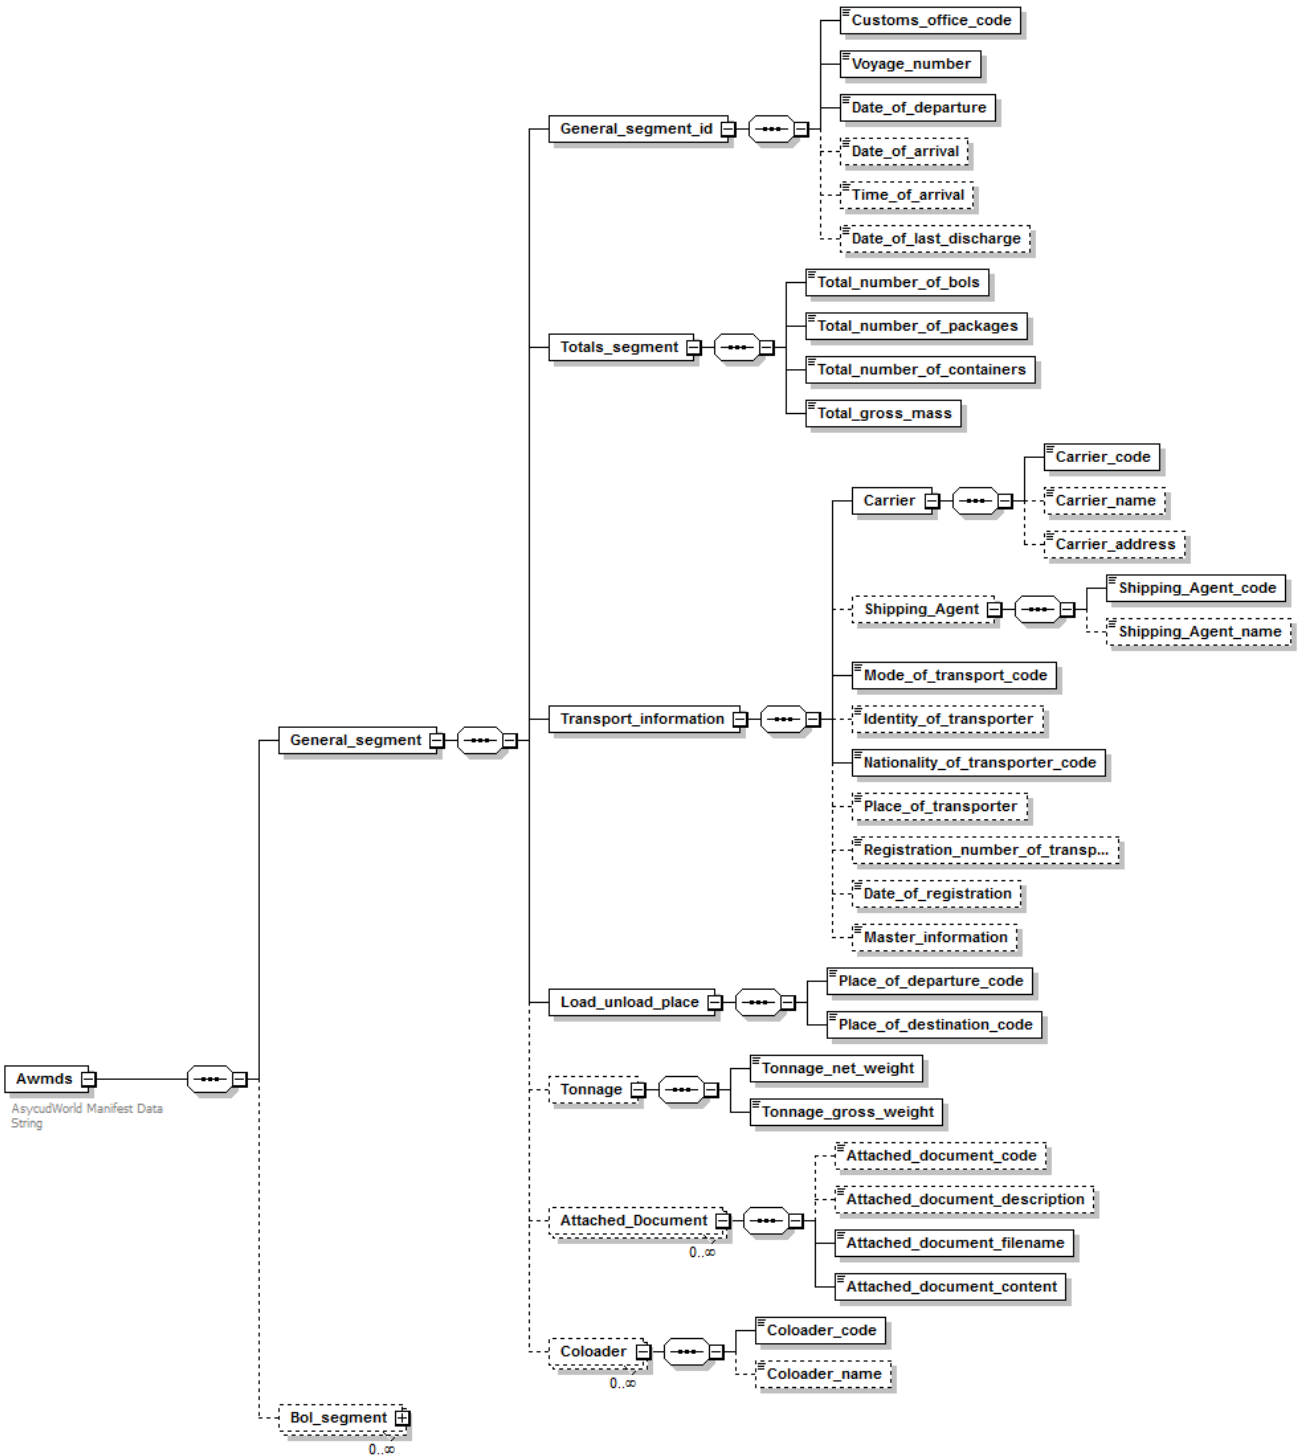 Customs_office_code
Voyage_number
Date_of_departure
General_segment_id
Date_of_arrival
Time_of_arrival
Date_of_last_discharge
Total_number_of_bols
Total_number_of_packages
Totals_segment
Total_number_of_containers
Total_gross_mass
Carrier_code
Carrier
Carrier_name
Carrier_address
Shipping_Agent_code
Shipping_Agent
Shipping_Agent_name
Mode_of_transport_code
Transport_information
Identity_of_transporter
General_segment
Nationality_of_transporter_code
Place_of_transporter
Registration_number_of_transp...
Date_of_registration
Master_information
Place_of_departure_code
Load_unload_place
Place_of_destination_code
Awmds
AsycudWorld Manifest Data
String
Tonnage_net_weight
Tonnage
Tonnage_gross_weight
Attached_document_code
Attached_document_description
Attached_Document
0..∞
Attached_document_filename
Attached_document_content
Coloader_code
Coloader
0..∞
Coloader_name
Bol_segment
0..∞